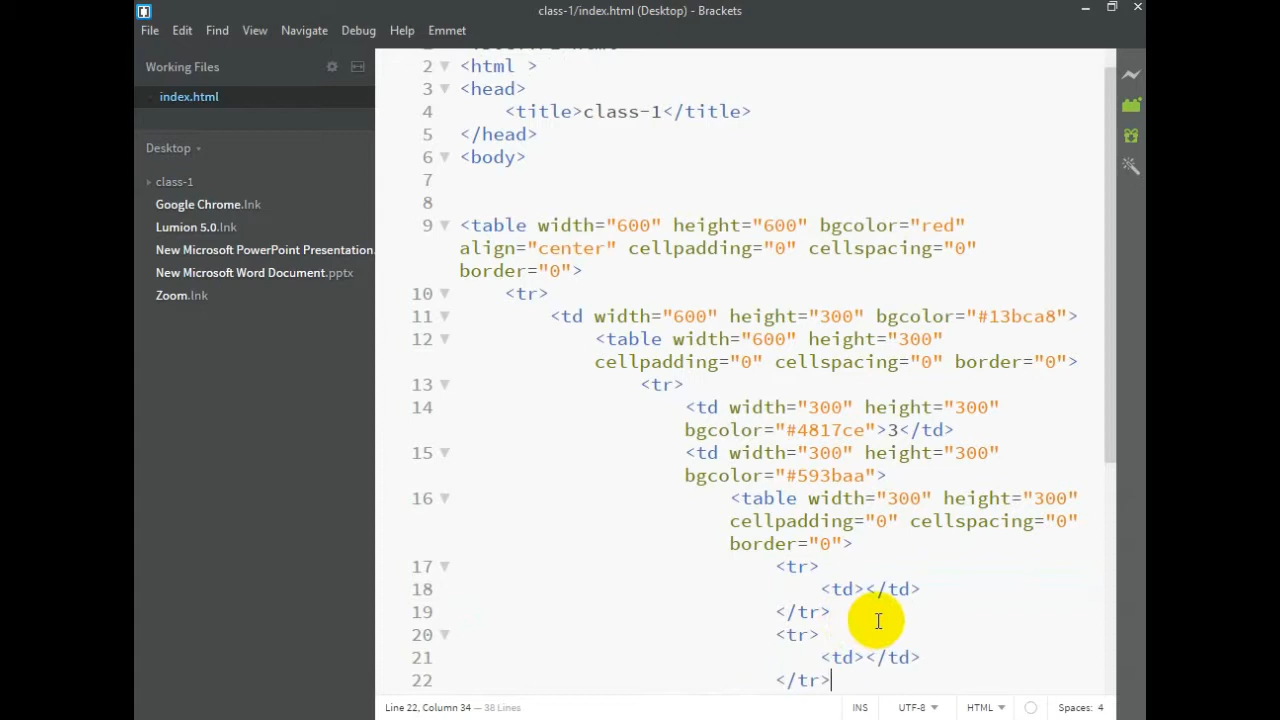 class-1/index.html (Desktop) - Brackets
File Edit Find View Navigate Debug Help Emmet
Working Files
index.html
Desktop
class-1
Google Chrome.lnk
Lumion 5.0.lnk
New Microsoft PowerPoint Presentation.
New Microsoft Word Document.pptx
Zoom.lnk
2 <html >
3 <head>
4 <title>class-1</title>
5 </head>
6 <body>
7
8
9 <table width="600" height="600" bgcolor="red"
align="center" cellpadding="0" cellspacing="0"
border="0">
10 <tr>
11 <td width="600" height="300" bgcolor="#13bca8">
12 <table width="600" height="300"
cellpadding="0" cellspacing="0" border="0">
13 <tr>
14 <td width="300" height="300"
bgcolor="#4817ce">3</td>
15 <td width="300" height="300"
bgcolor="#593baa">
16 <table width="300" height="300"
cellpadding="0" cellspacing="0"
border="0">
17 <tr>
18 <td></td>
19 </tr>
20 <tr>
21 <td></td>
22 </tr>
Line 22, Column 34 — 38 Lines
INS UTF-8 HTML Spaces: 4